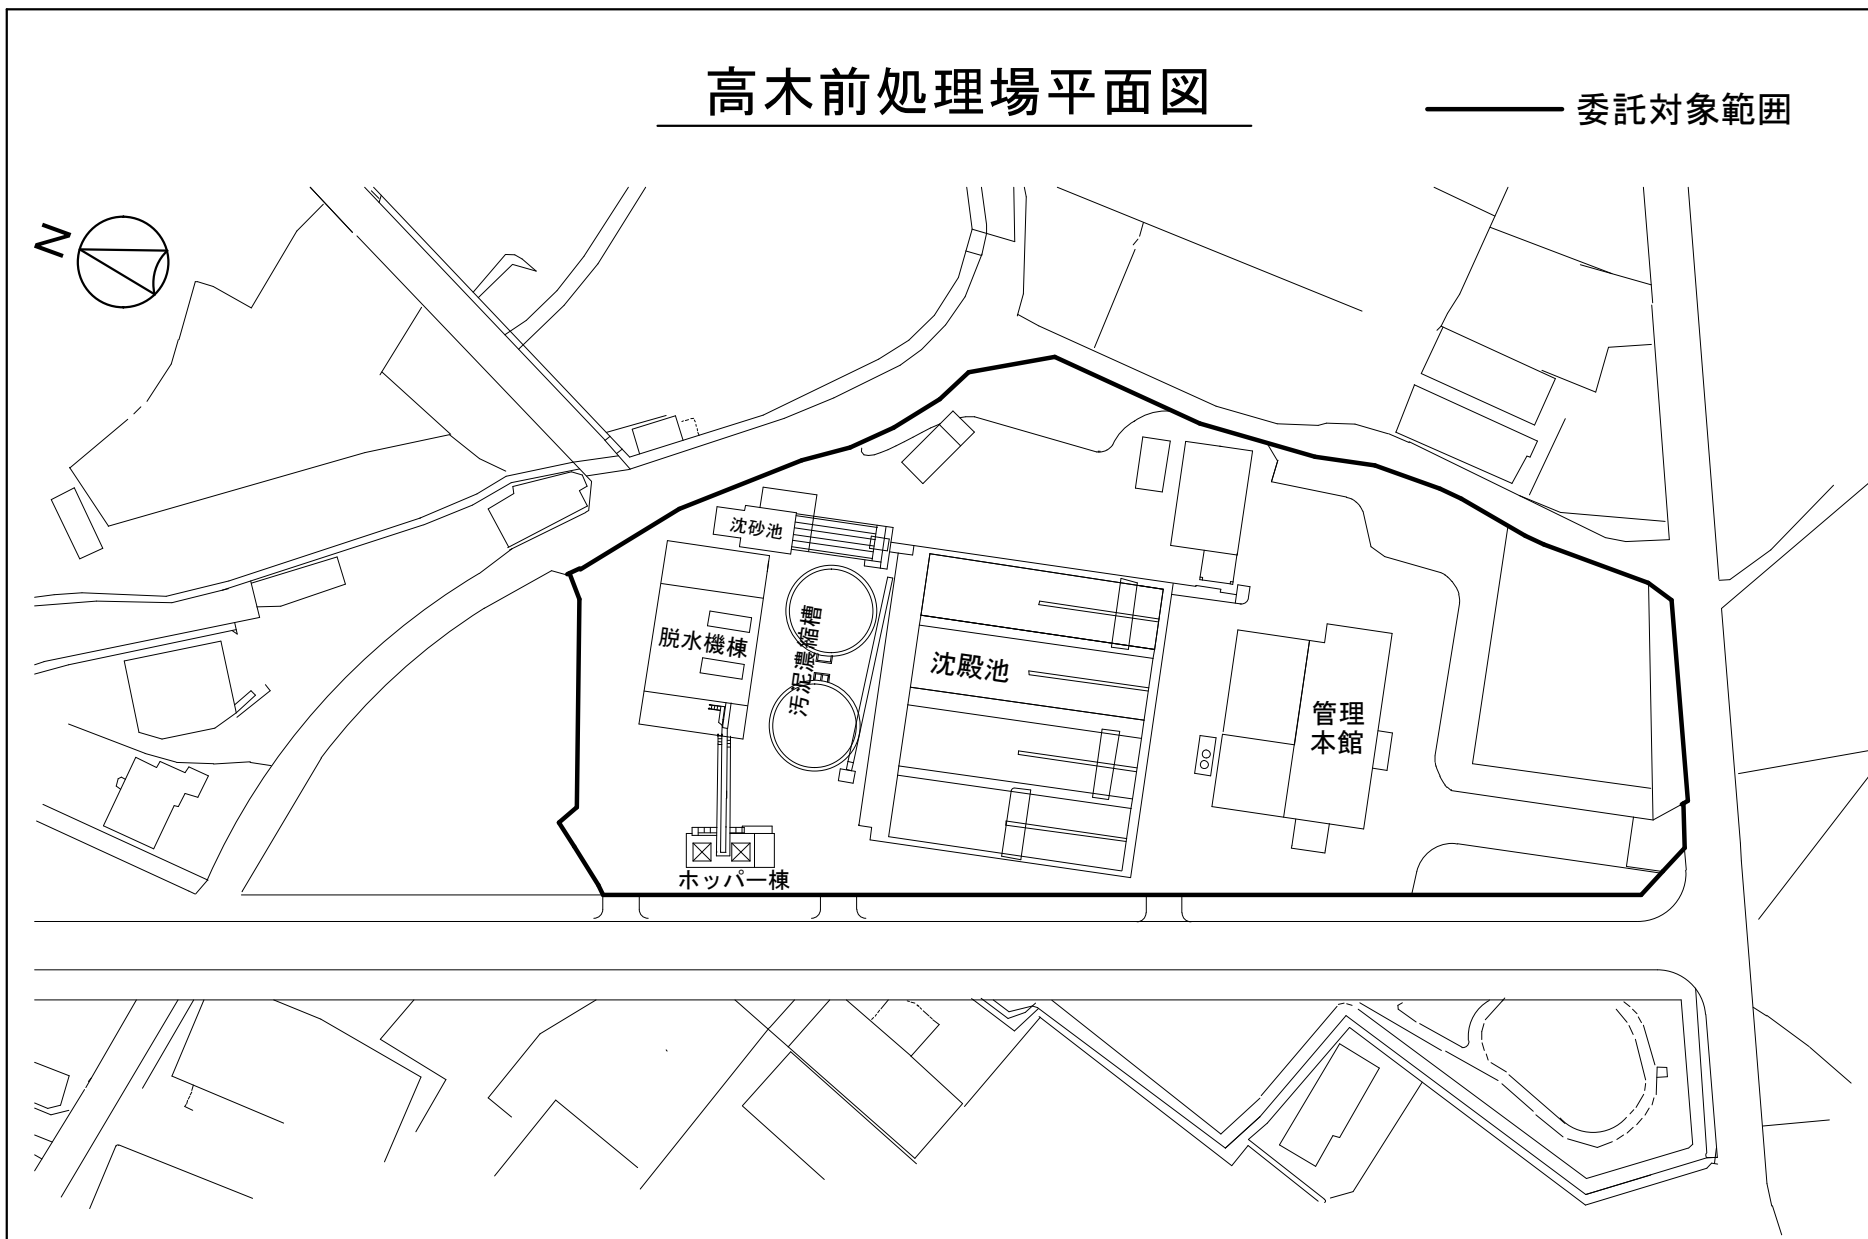 高木前処理場平面図
委託対象範囲
N
沈砂池
脱水機棟
汚泥濃縮槽
沈殿池
管理
本館
ホッパー棟